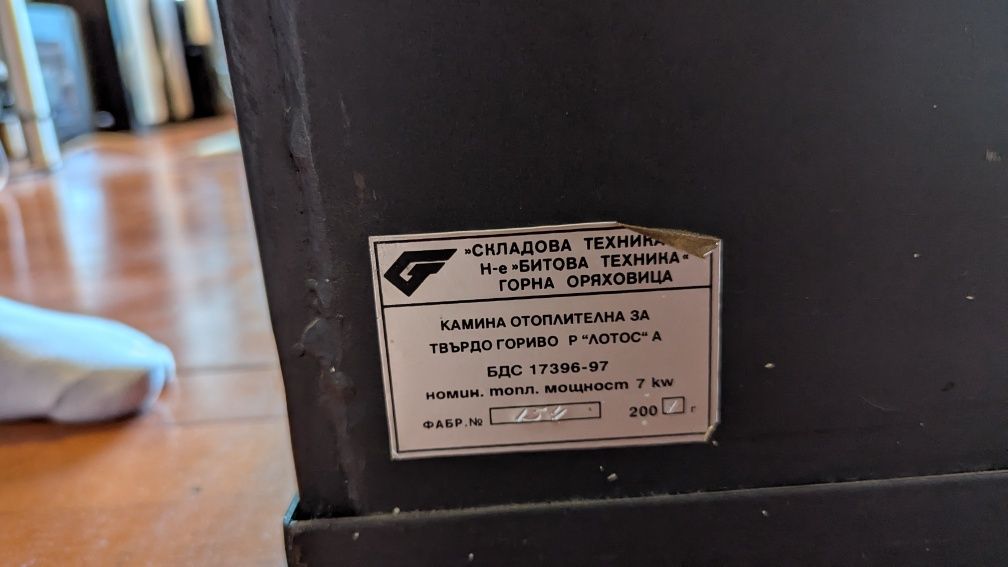 »СКЛАДОВА ТЕХНИКА
Н-е »БИТОВА ТЕХНИКА“
ГОРНА ОРЯХОВИЦА
КАМИНА ОТОПЛИТЕЛНА ЗА
ТВЪРДО ГОРИВО Р "ЛОТОС" А
БДС 17396-97
номин. топл. мощност 7 kw
ФАБР.№ 200 г